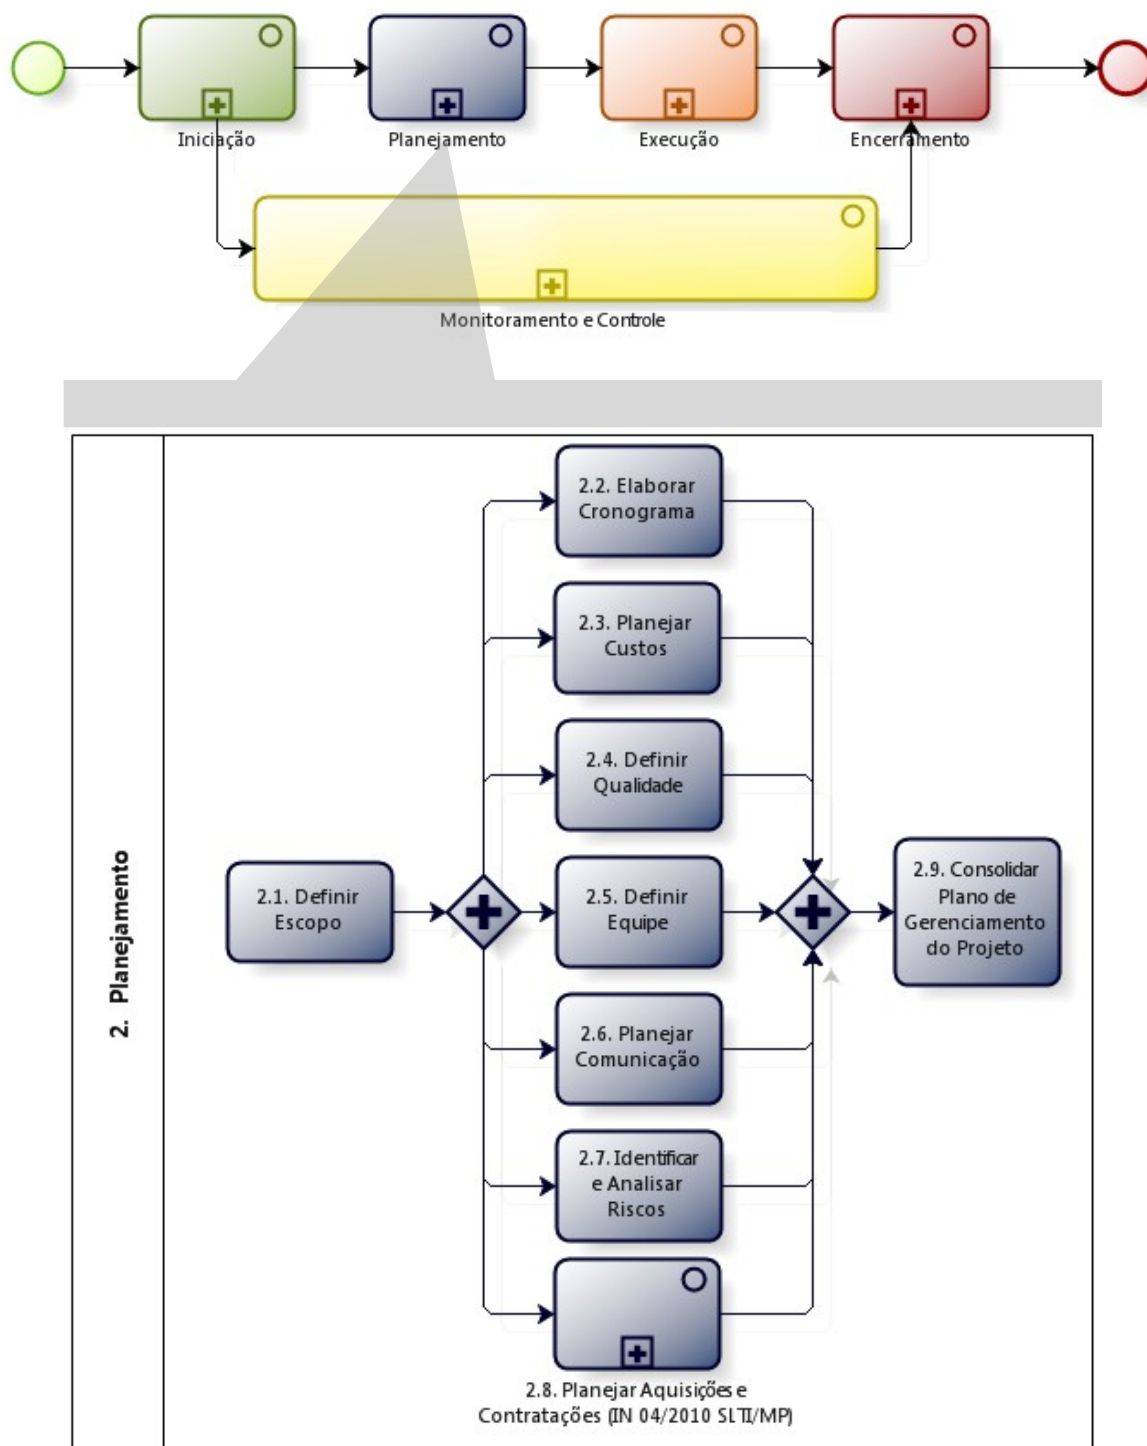 Iniciação
Planejamento
Execução
Encerramento
Monitoramento e Controle
2. Planejamento
2.1. Definir
Escopo
2.2. Elaborar
Cronograma
2.3. Planejar
Custos
2.4. Definir
Qualidade
2.5. Definir
Equipe
2.6. Planejar
Comunicação
2.7. Identificar
e Analisar
Riscos
2.8. Planejar Aquisições e
Contratações (IN 04/2010 SLTI/MP)
2.9. Consolidar
Plano de
Gerenciamento
do Projeto